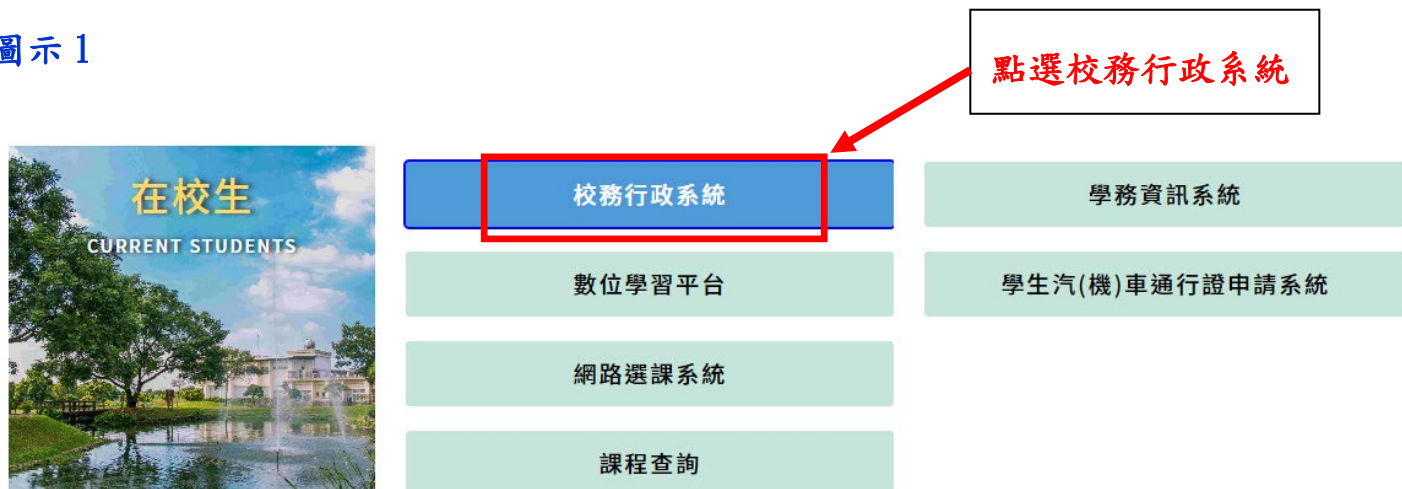 圖示 1
點選校務行政系統
在校生
CURRENT STUDENTS
校務行政系統
學務資訊系統
數位學習平台
學生汽(機)車通行證申請系統
網路選課系統
課程查詢